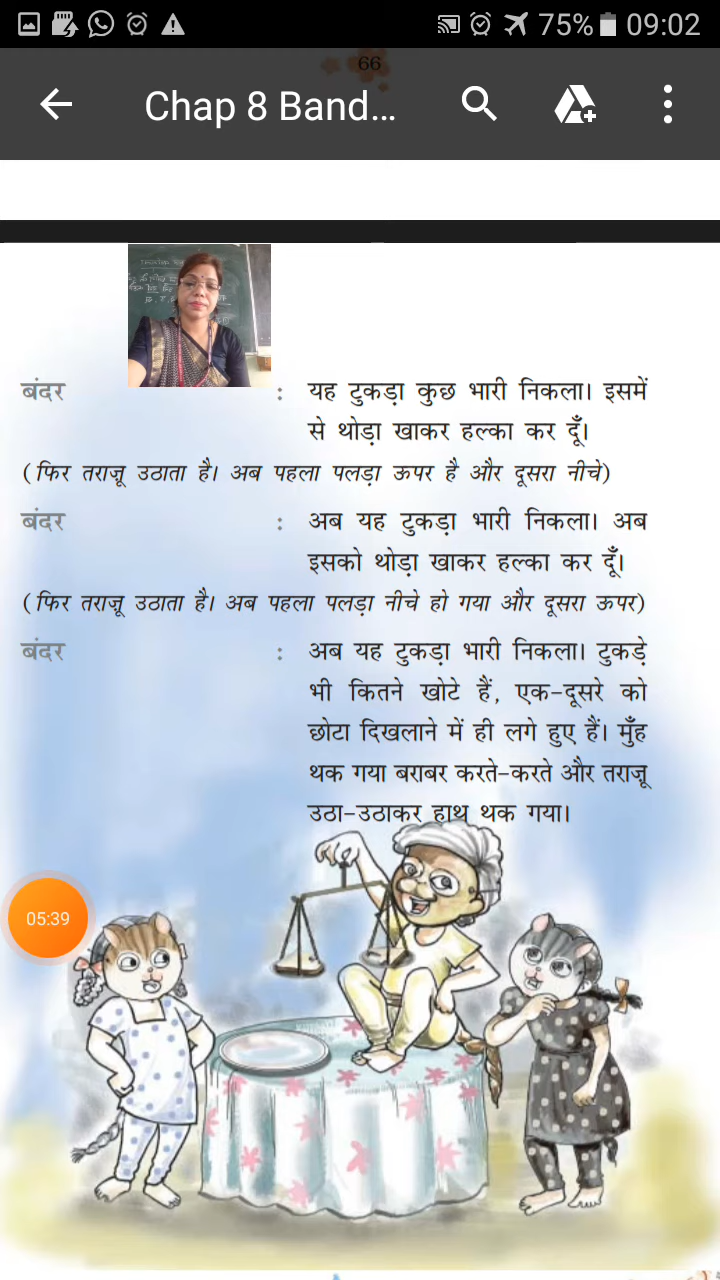 75% 09:02
66
Chap 8 Band...
बंदर : यह टुकड़ा कुछ भारी निकला। इसमें
से थोड़ा खाकर हल्का कर दूँ।
(फिर तराज़ू उठाता है। अब पहला पलड़ा ऊपर है और दूसरा नीचे)
बंदर : अब यह टुकड़ा भारी निकला। अब
इसको थोड़ा खाकर हल्का कर दूँ।
(फिर तराज़ू उठाता है। अब पहला पलड़ा नीचे हो गया और दूसरा ऊपर)
बंदर : अब यह टुकड़ा भारी निकला। टुकड़े
भी कितने खोटे हैं, एक-दूसरे को
छोटा दिखलाने में ही लगे हुए हैं। मुँह
थक गया बराबर करते-करते और तराज़ू
उठा-उठाकर हाथ थक गया।
05:39